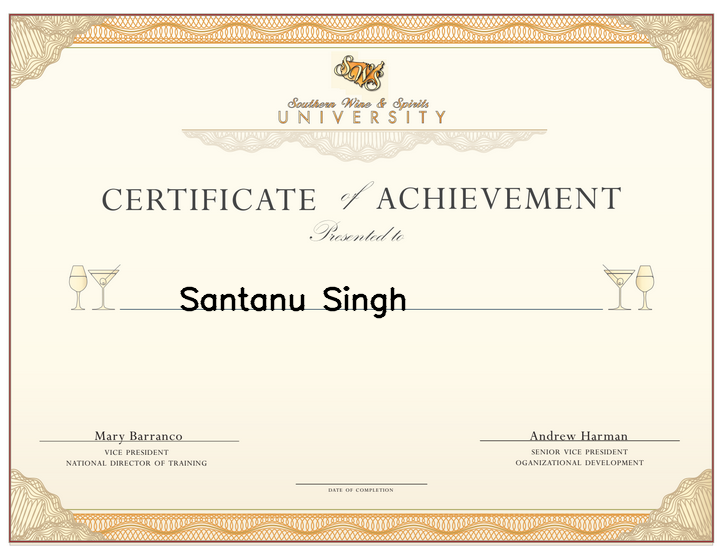 SWS
Southern Wine & Spirits
UNIVERSITY
CERTIFICATE of ACHIEVEMENT
Presented to
Santanu Singh
Mary Barranco
VICE PRESIDENT
NATIONAL DIRECTOR OF TRAINING
Andrew Harman
SENIOR VICE PRESIDENT
OGANIZATIONAL DEVELOPMENT
DATE OF COMPLETION